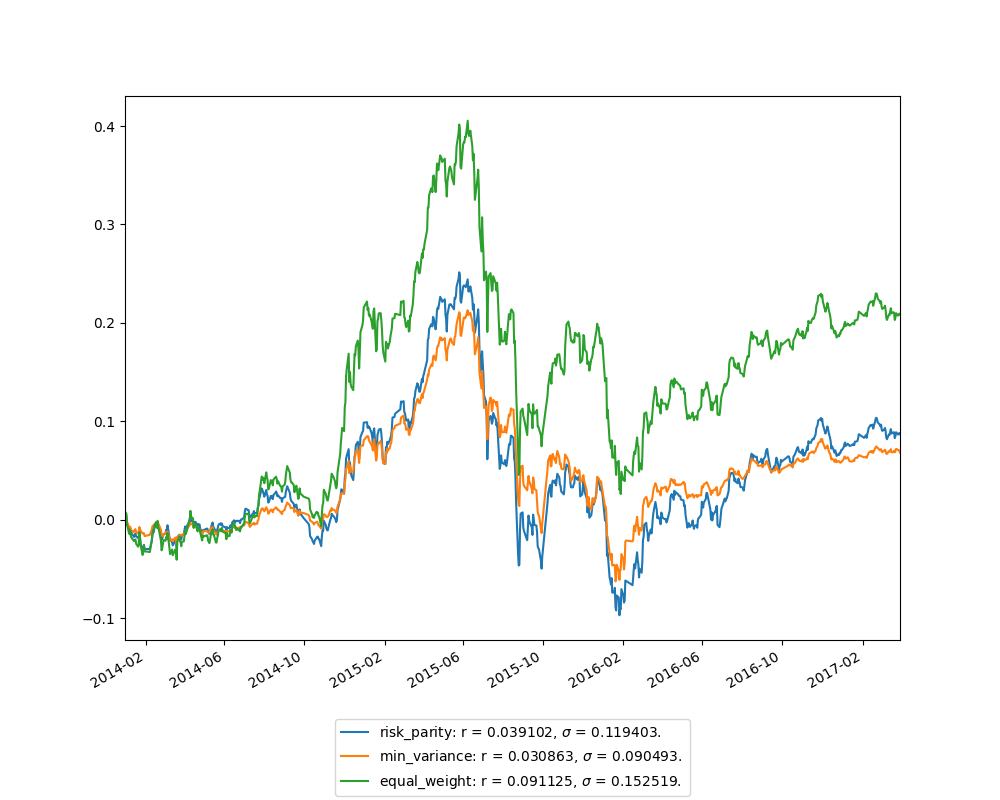 0.4
0.3
0.2
0.1
0.0
−0.1
2014-02 2014-06 2014-10 2015-02 2015-06 2015-10 2016-02 2016-06 2016-10 2017-02
risk_parity: r = 0.039102, σ = 0.119403.
min_variance: r = 0.030863, σ = 0.090493.
equal_weight: r = 0.091125, σ = 0.152519.